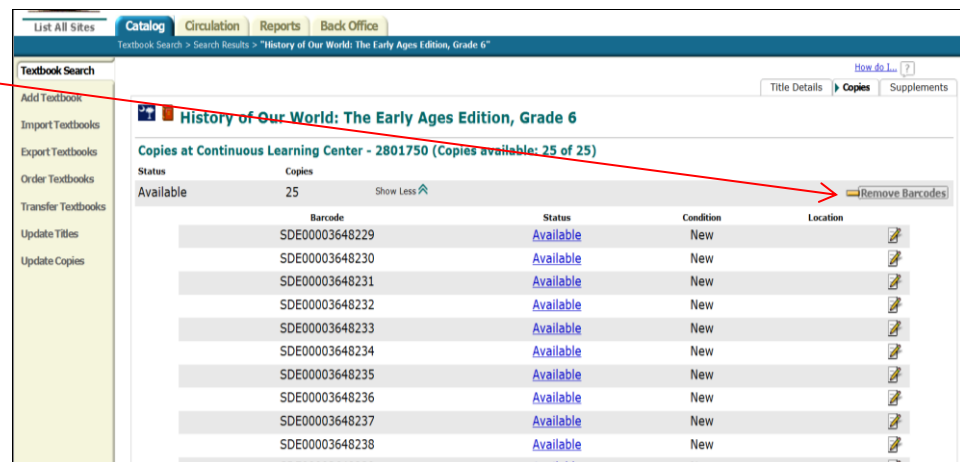 List All Sites
Catalog Circulation Reports Back Office
Textbook Search > Search Results > "History of Our World: The Early Ages Edition, Grade 6"
Textbook Search
Add Textbook
Import Textbooks
Export Textbooks
Order Textbooks
Transfer Textbooks
Update Titles
Update Copies
How do I... ?
Title Details Copies Supplements
History of Our World: The Early Ages Edition, Grade 6
Copies at Continuous Learning Center - 2801750 (Copies available: 25 of 25)
Status Copies
Available 25 Show Less Remove Barcodes
Barcode Status Condition Location
SDE00003648229 Available New
SDE00003648230 Available New
SDE00003648231 Available New
SDE00003648232 Available New
SDE00003648233 Available New
SDE00003648234 Available New
SDE00003648235 Available New
SDE00003648236 Available New
SDE00003648237 Available New
SDE00003648238 Available New